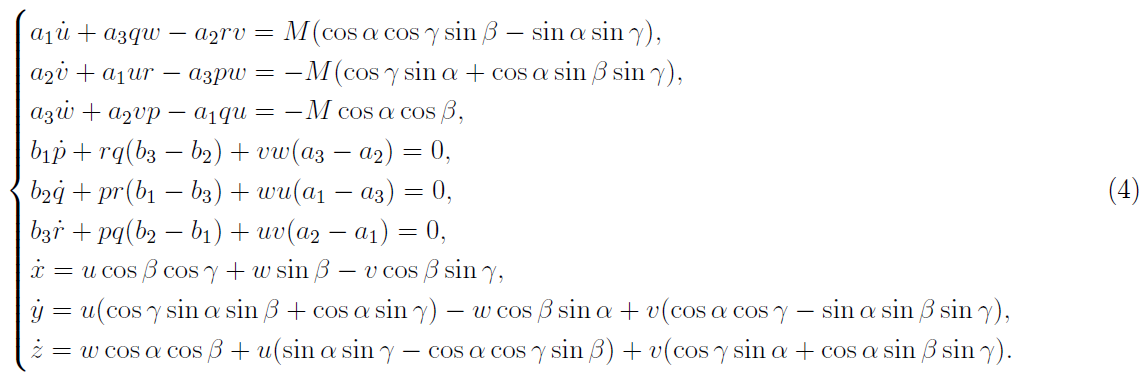 a₁u̇ + a₃qw − a₂rv = M(cos α cos γ sin β − sin α sin γ),
a₂v̇ + a₁ur − a₃pw = −M(cos γ sin α + cos α sin β sin γ),
a₃ẇ + a₂vp − a₁qu = −M cos α cos β,
b₁ṗ + rq(b₃ − b₂) + vw(a₃ − a₂) = 0,
b₂q̇ + pr(b₁ − b₃) + wu(a₁ − a₃) = 0, (4)
b₃ṙ + pq(b₂ − b₁) + uv(a₂ − a₁) = 0,
ẋ = u cos β cos γ + w sin β − v cos β sin γ,
ẏ = u(cos γ sin α sin β + cos α sin γ) − w cos β sin α + v(cos α cos γ − sin α sin β sin γ),
ż = w cos α cos β + u(sin α sin γ − cos α cos γ sin β) + v(cos γ sin α + cos α sin β sin γ).